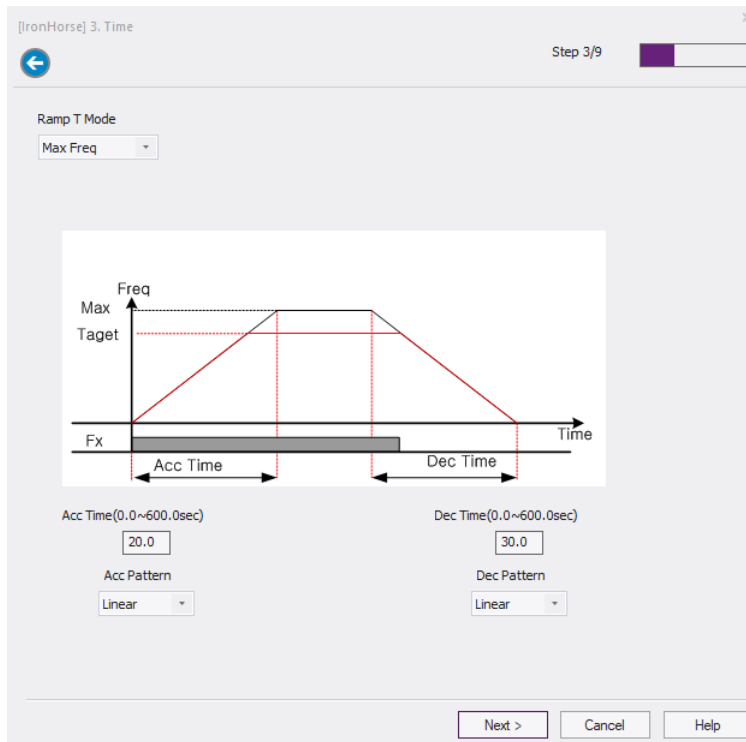 [IronHorse] 3. Time
Step 3/9
Ramp T Mode
Max Freq
Freq
Max
Taget
Time
Fx
Acc Time
Dec Time
Acc Time(0.0~600.0sec)
Dec Time(0.0~600.0sec)
20.0
30.0
Acc Pattern
Dec Pattern
Linear
Linear
Next >
Cancel
Help